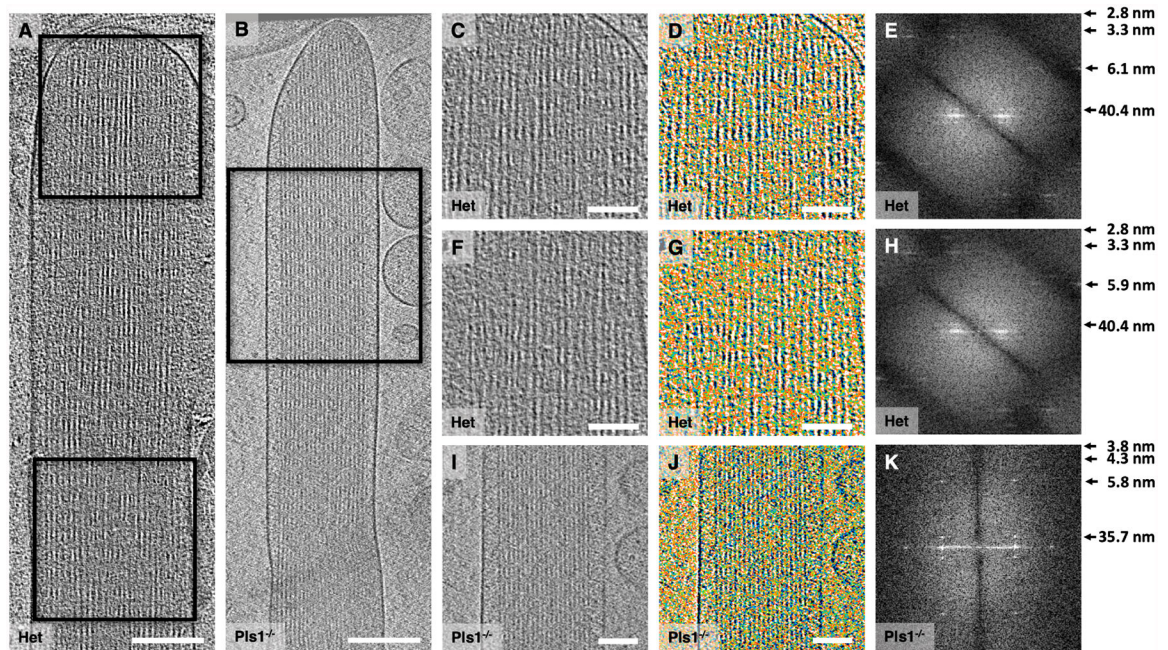 A
Het
B
Pls1-/-
C
Het
D
Het
E
Het
2.8 nm
3.3 nm
6.1 nm
40.4 nm
F
Het
G
Het
H
Het
2.8 nm
3.3 nm
5.9 nm
40.4 nm
I
Pls1-/-
J
Pls1-/-
K
Pls1-/-
3.8 nm
4.3 nm
5.8 nm
35.7 nm